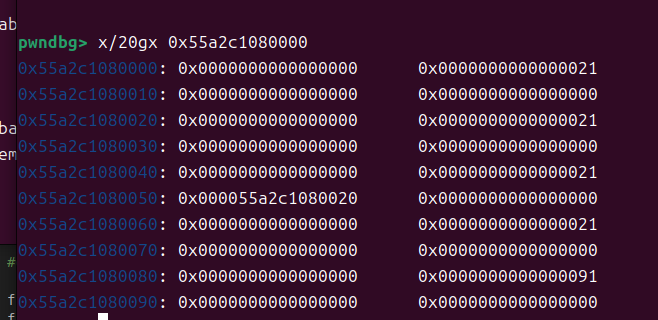 ab
pwndbg> x/20gx 0x55a2c1080000
0x55a2c1080000: 0x0000000000000000 0x0000000000000021
0x55a2c1080010: 0x0000000000000000 0x0000000000000000
0x55a2c1080020: 0x0000000000000000 0x0000000000000021
ba
0x55a2c1080030: 0x0000000000000000 0x0000000000000000
em
0x55a2c1080040: 0x0000000000000000 0x0000000000000021
0x55a2c1080050: 0x000055a2c1080020 0x0000000000000000
0x55a2c1080060: 0x0000000000000000 0x0000000000000021
0x55a2c1080070: 0x0000000000000000 0x0000000000000000
#
0x55a2c1080080: 0x0000000000000000 0x0000000000000091
f
0x55a2c1080090: 0x0000000000000000 0x0000000000000000